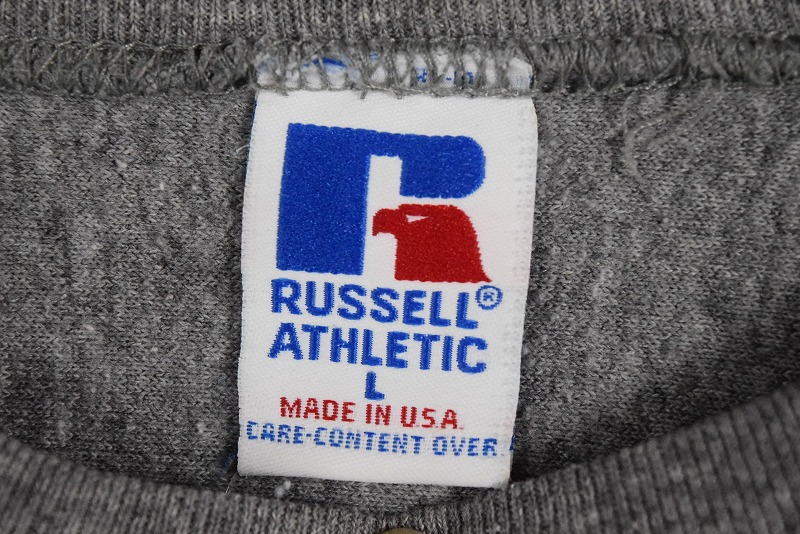 RUSSELL®
ATHLETIC
L
MADE IN U.S.A.
CARE-CONTENT OVER